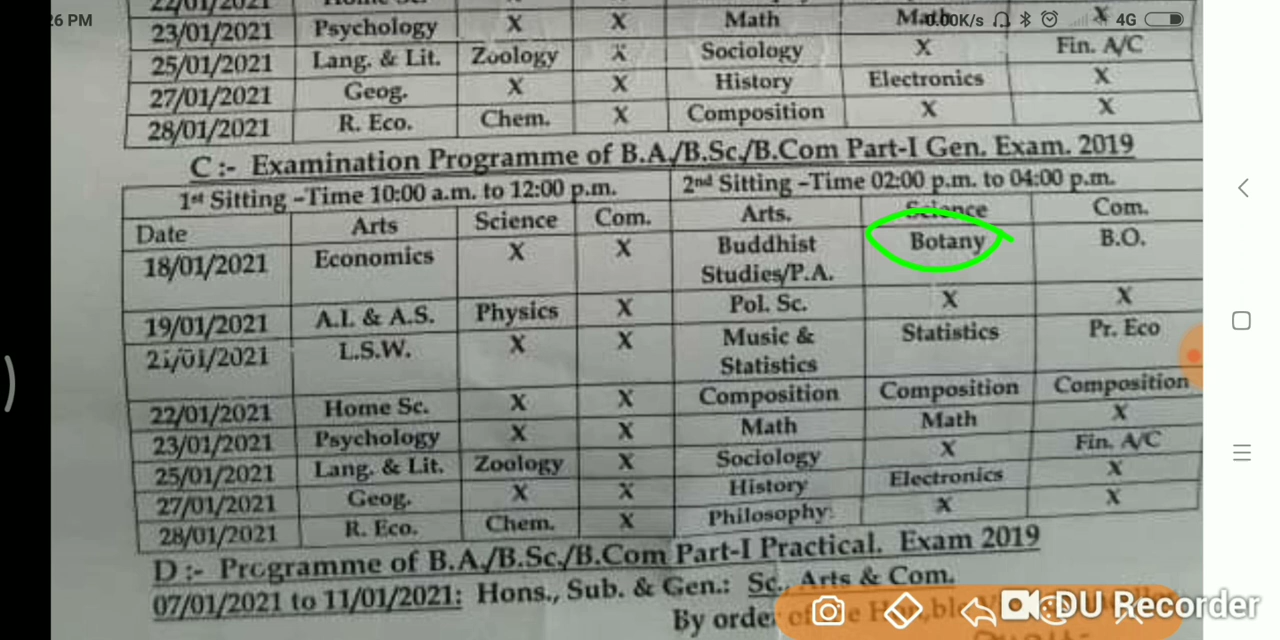 26 PM 0.00K/s 4G
23/01/2021 Psychology X X Math Math X
25/01/2021 Lang. & Lit. Zoology X Sociology X Fin. A/C
27/01/2021 Geog. X X History Electronics X
28/01/2021 R. Eco. Chem. X Composition X X
C :- Examination Programme of B.A./B.Sc./B.Com Part-I Gen. Exam. 2019
1st Sitting –Time 10:00 a.m. to 12:00 p.m. 2nd Sitting –Time 02:00 p.m. to 04:00 p.m.
Date Arts Science Com. Arts. Science Com.
18/01/2021 Economics X X Buddhist Botany B.O.
Studies/P.A.
19/01/2021 A.I. & A.S. Physics X Pol. Sc. X X
21/01/2021 L.S.W. X X Music & Statistics Pr. Eco
Statistics
22/01/2021 Home Sc. X X Composition Composition Composition
23/01/2021 Psychology X X Math Math X
25/01/2021 Lang. & Lit. Zoology X Sociology X Fin. A/C
27/01/2021 Geog. X X History Electronics X
28/01/2021 R. Eco. Chem. X Philosophy X X
D :- Programme of B.A./B.Sc./B.Com Part-I Practical. Exam 2019
07/01/2021 to 11/01/2021: Hons., Sub. & Gen.: Sc., Arts & Com.
By order
DU Recorder